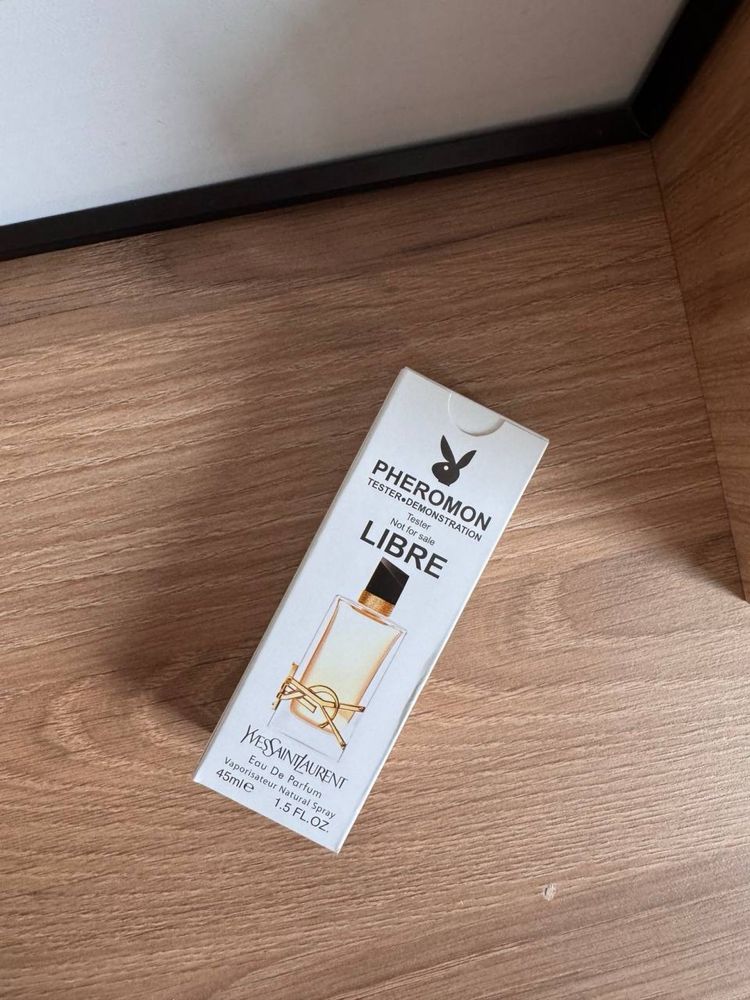 PHEROMON
TESTER●DEMONSTRATION
Tester
Not for sale
LIBRE
YVESSAINTLAURENT
Eau De Parfum
Vaporisateur Natural Spray
45ml℮ 1.5 FL.OZ.